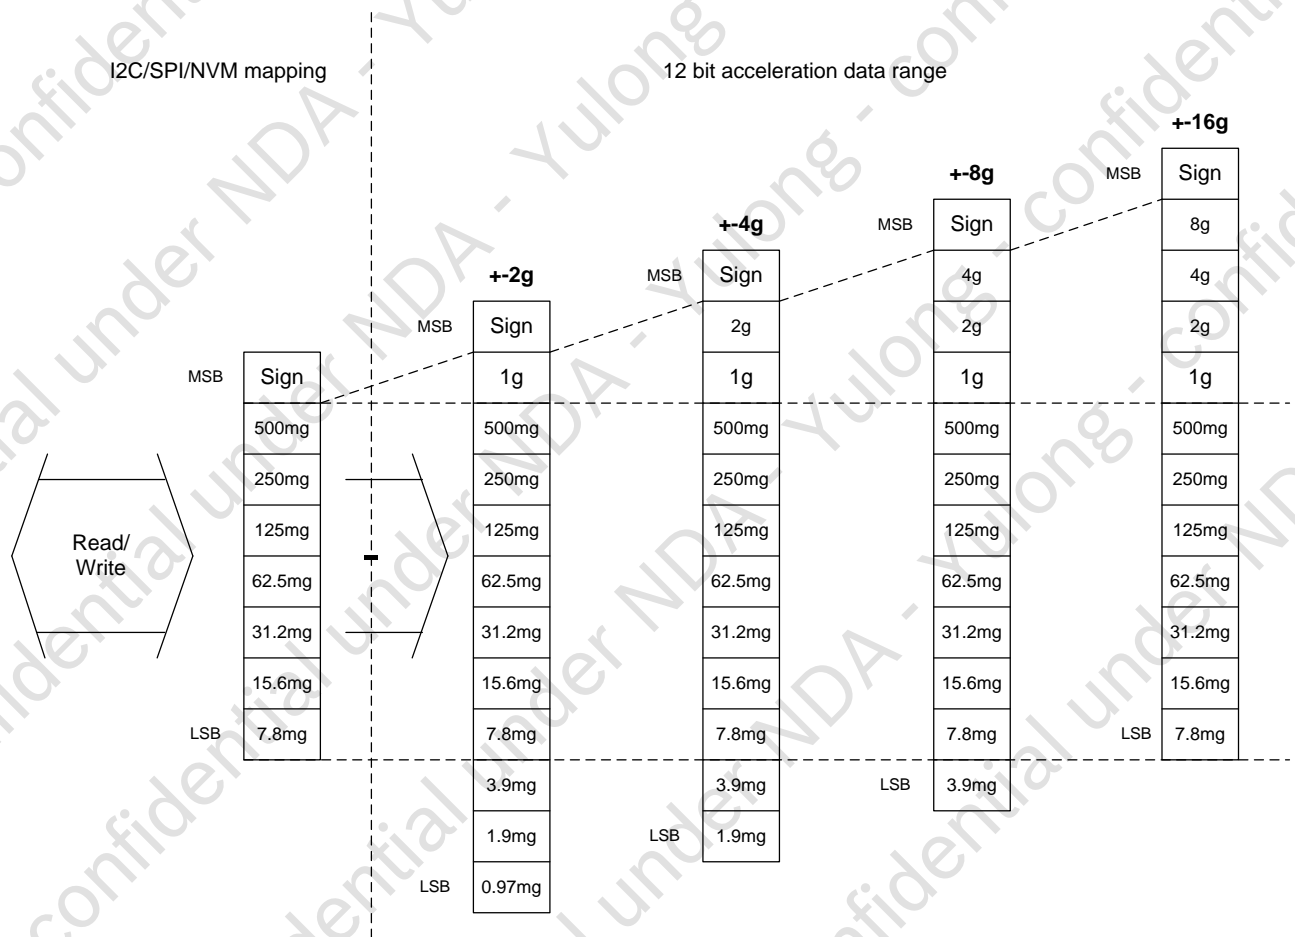 I2C/SPI/NVM mapping
12 bit acceleration data range
MSB
Sign
500mg
250mg
125mg
62.5mg
31.2mg
15.6mg
LSB
7.8mg
Read/
Write
+-2g
MSB
Sign
1g
500mg
250mg
125mg
62.5mg
31.2mg
15.6mg
7.8mg
3.9mg
1.9mg
LSB
0.97mg
+-4g
MSB
Sign
2g
1g
500mg
250mg
125mg
62.5mg
31.2mg
15.6mg
7.8mg
3.9mg
LSB
1.9mg
+-8g
MSB
Sign
4g
2g
1g
500mg
250mg
125mg
62.5mg
31.2mg
15.6mg
7.8mg
LSB
3.9mg
+-16g
MSB
Sign
8g
4g
2g
1g
500mg
250mg
125mg
62.5mg
31.2mg
15.6mg
LSB
7.8mg
confidential under NDA - Yulong - confidential under NDA - Yulong - confidential